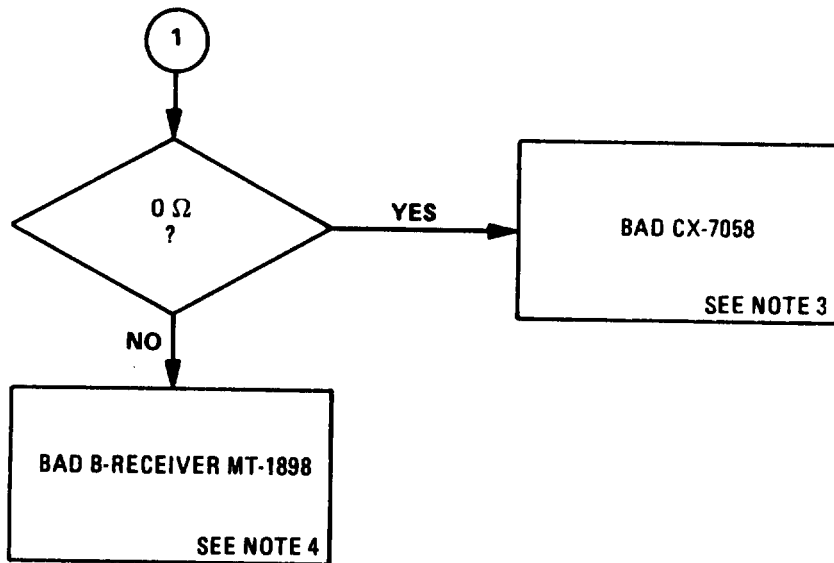 1
0 Ω
?
YES
BAD CX-7058
SEE NOTE 3
NO
BAD B-RECEIVER MT-1898
SEE NOTE 4